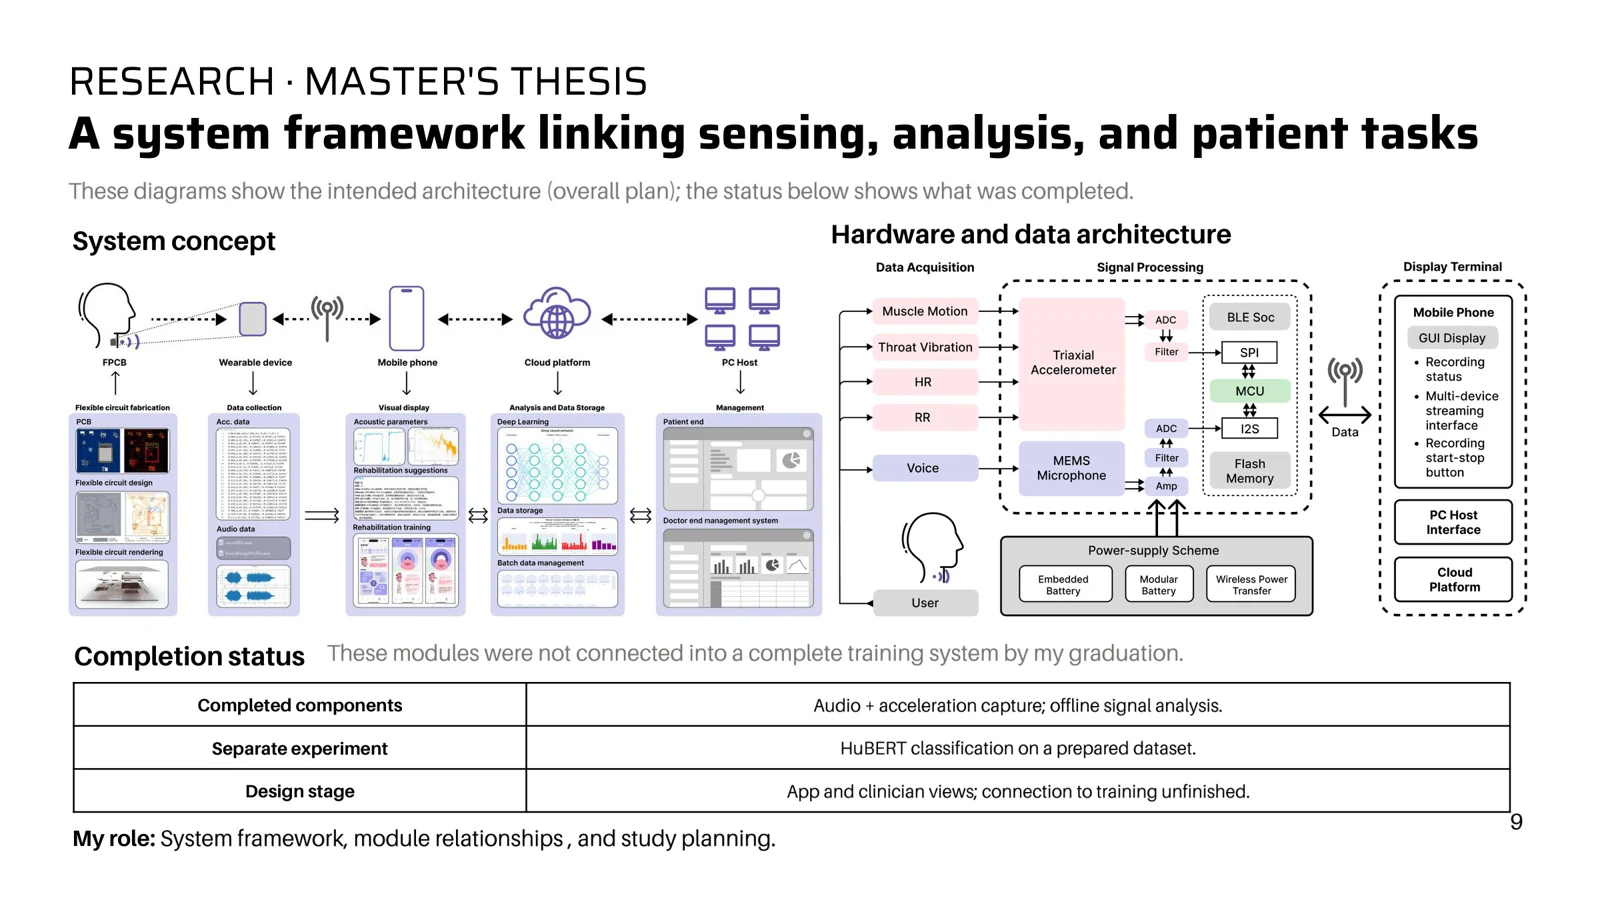 RESEARCH · MASTER'S THESIS
A system framework linking sensing, analysis, and patient tasks
These diagrams show the intended architecture (overall plan); the status below shows what was completed.
System concept
FPCB
Wearable device
Mobile phone
Cloud platform
PC Host
Flexible circuit fabrication
PCB
Flexible circuit design
Flexible circuit rendering
Data collection
Acc. data
Audio data
Visual display
Acoustic parameters
Rehabilitation suggestions
Rehabilitation training
Analysis and Data Storage
Deep Learning
Data storage
Batch data management
Management
Patient end
Doctor end management system
Hardware and data architecture
Data Acquisition
Signal Processing
Display Terminal
Muscle Motion
Throat Vibration
HR
RR
Voice
User
Triaxial
Accelerometer
MEMS
Microphone
ADC
Filter
ADC
Filter
Amp
BLE Soc
SPI
MCU
I2S
Flash
Memory
Power-supply Scheme
Embedded
Battery
Modular
Battery
Wireless Power
Transfer
Data
Mobile Phone
GUI Display
• Recording
status
• Multi-device
streaming
interface
• Recording
start-stop
button
PC Host
Interface
Cloud
Platform
Completion status
These modules were not connected into a complete training system by my graduation.
Completed components
Audio + acceleration capture; offline signal analysis.
Separate experiment
HuBERT classification on a prepared dataset.
Design stage
App and clinician views; connection to training unfinished.
My role: System framework, module relationships , and study planning.
9